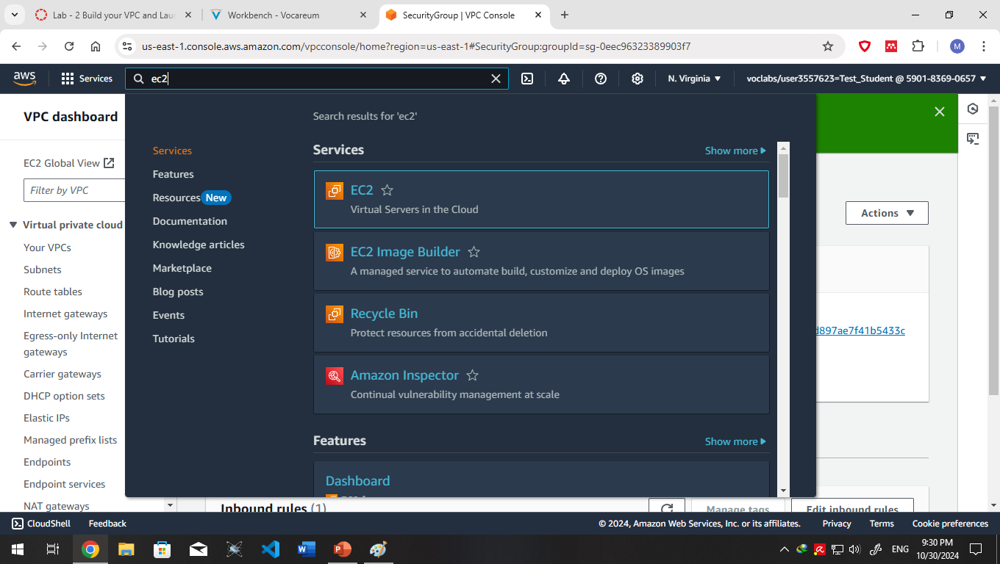 Lab - 2 Build your VPC and Lau
Workbench - Vocareum
SecurityGroup | VPC Console
us-east-1.console.aws.amazon.com/vpcconsole/home?region=us-east-1#SecurityGroup:groupId=sg-0eec96323389903f7
M
aws
Services
ec2
N. Virginia
voclabs/user3557623=Test_Student @ 5901-8369-0657
VPC dashboard
EC2 Global View
Filter by VPC
Virtual private cloud
Your VPCs
Subnets
Route tables
Internet gateways
Egress-only Internet
gateways
Carrier gateways
DHCP option sets
Elastic IPs
Managed prefix lists
Endpoints
Endpoint services
NAT gateways
Search results for 'ec2'
Services
Features
Resources New
Documentation
Knowledge articles
Marketplace
Blog posts
Events
Tutorials
Services
Show more
EC2
Virtual Servers in the Cloud
EC2 Image Builder
A managed service to automate build, customize and deploy OS images
Recycle Bin
Protect resources from accidental deletion
Amazon Inspector
Continual vulnerability management at scale
Features
Show more
Dashboard
Actions
d897ae7f41b5433c
Inbound rules (1)
Manage tags
Edit inbound rules
CloudShell
Feedback
© 2024, Amazon Web Services, Inc. or its affiliates.
Privacy
Terms
Cookie preferences
ENG
9:30 PM
10/30/2024